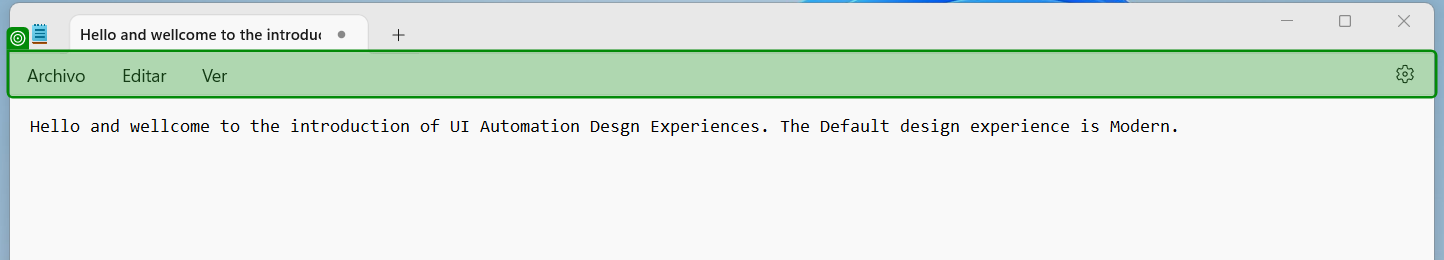 Hello and wellcome to the introduc
Archivo Editar Ver
Hello and wellcome to the introduction of UI Automation Desgn Experiences. The Default design experience is Modern.